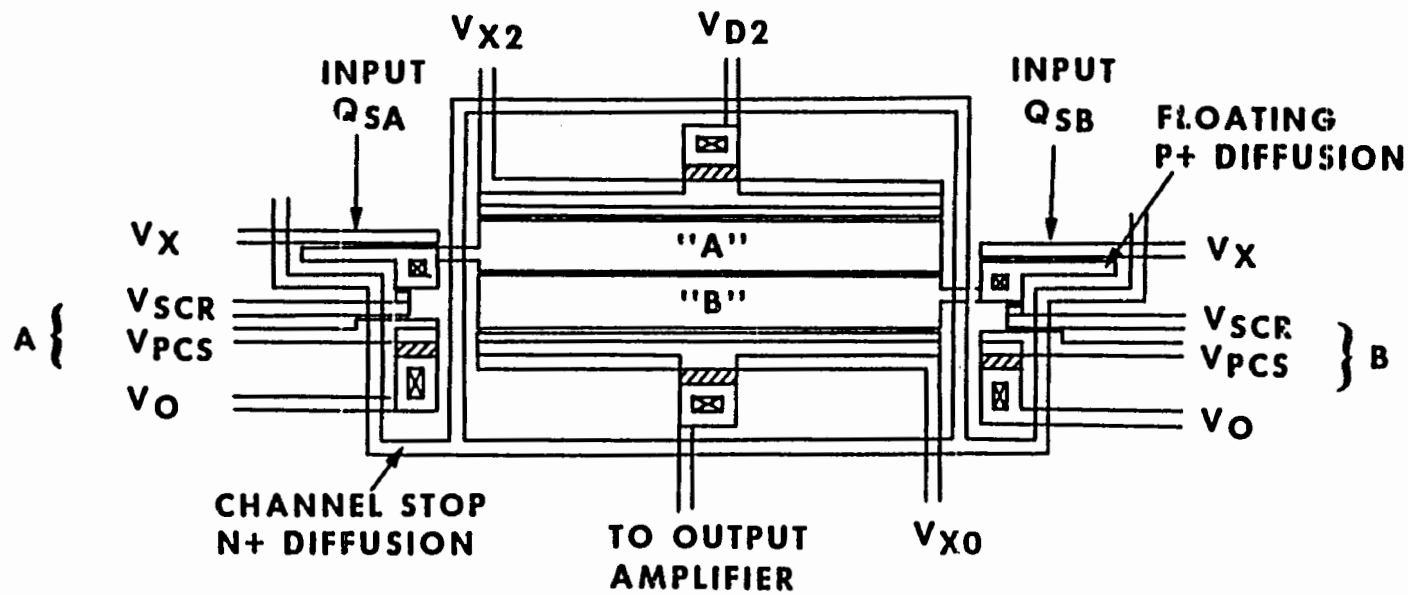 VX2
VD2
INPUT
QSA
INPUT
QSB
FLOATING
P+ DIFFUSION
VX
"A"
VX
"B"
A {
VSCR
VPCS
VO
VSCR
VPCS
VO
} B
CHANNEL STOP
N+ DIFFUSION
TO OUTPUT
AMPLIFIER
VX0